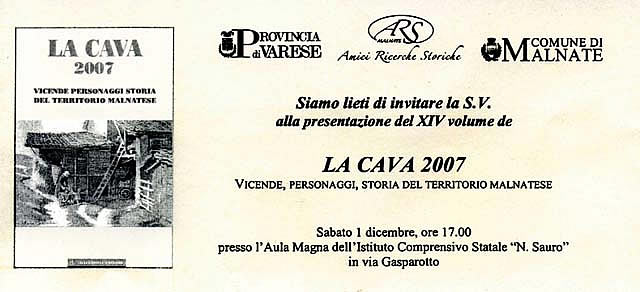 LA CAVA
2007
VICENDE PERSONAGGI STORIA
DEL TERRITORIO MALNATESE
PROVINCIA
di VARESE
ARS
MALNATE
Amici Ricerche Storiche
COMUNE DI
MALNATE
Siamo lieti di invitare la S.V.
alla presentazione del XIV volume de
LA CAVA 2007
VICENDE, PERSONAGGI, STORIA DEL TERRITORIO MALNATESE
Sabato 1 dicembre, ore 17.00
presso l'Aula Magna dell'Istituto Comprensivo Statale "N. Sauro"
in via Gasparotto